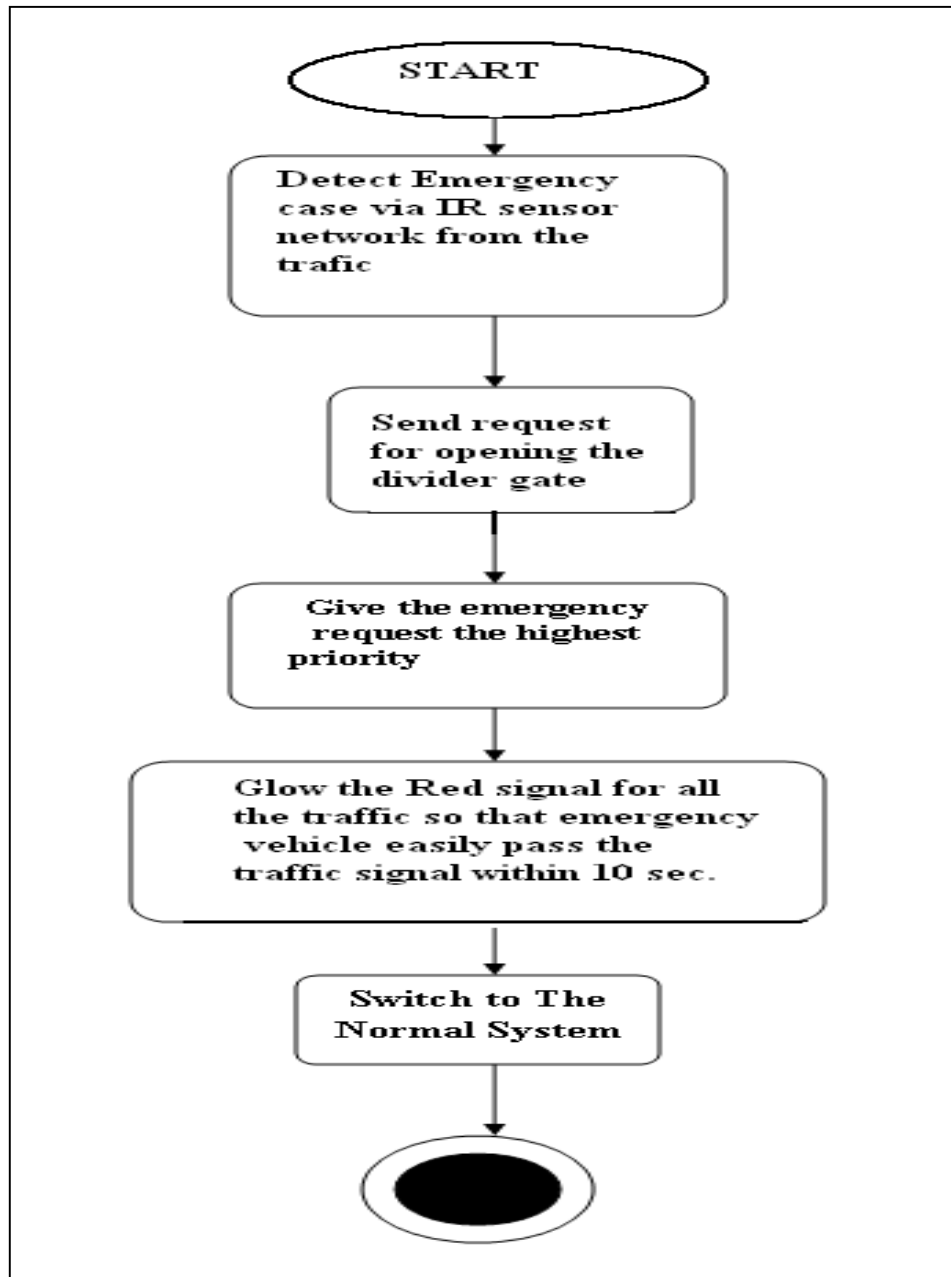 START
Detect Emergency
case via IR sensor
network from the
trafic
Send request
for opening the
divider gate
Give the emergency
request the highest
priority
Glow the Red signal for all
the traffic so that emergency
vehicle easily pass the
traffic signal within 10 sec.
Switch to The
Normal System